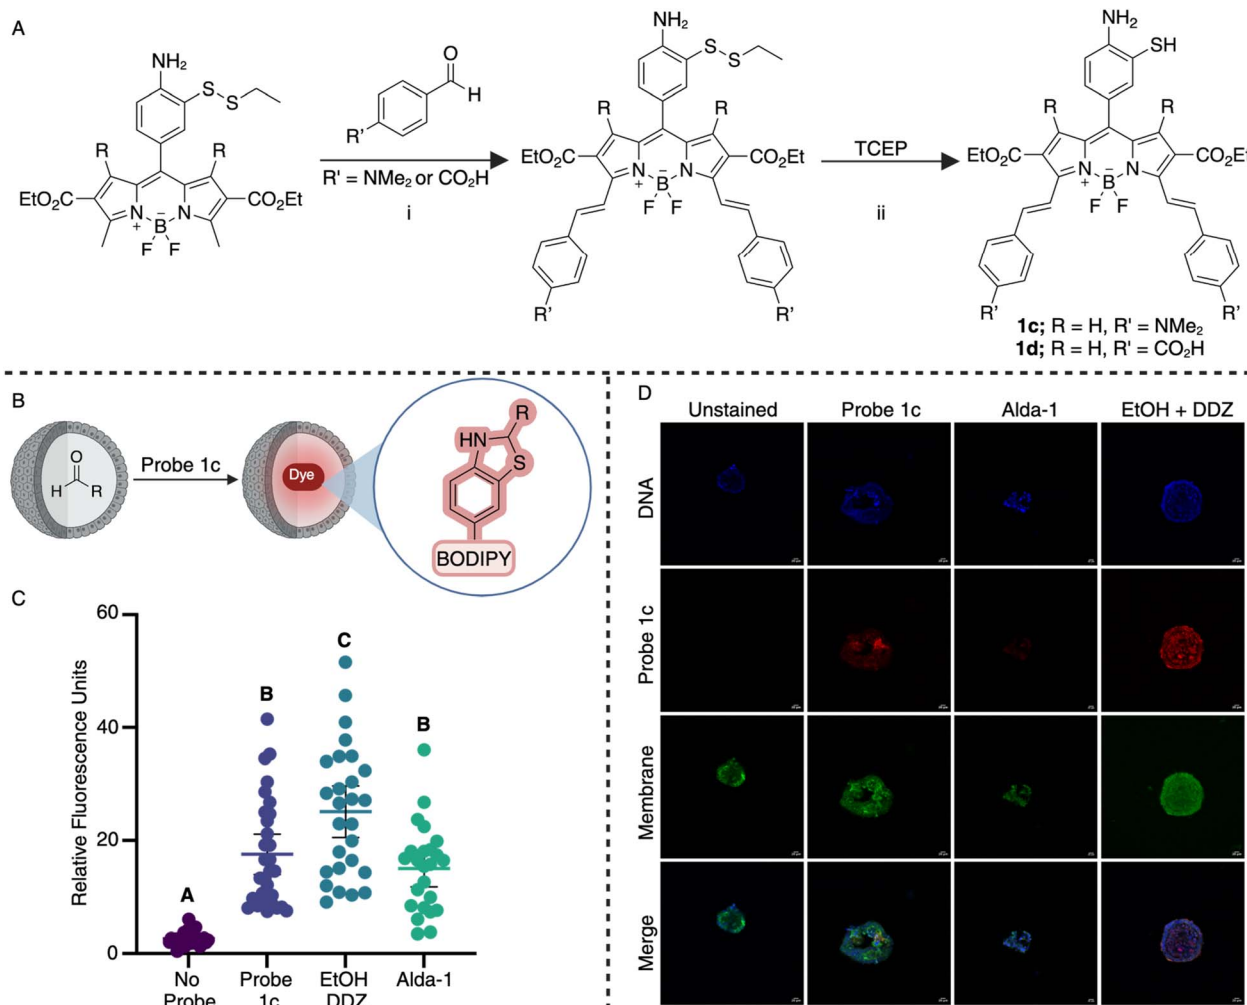 A
NH₂
S
S
R
R
EtO₂C
CO₂Et
N
N
+
B
−
F
F
O
H
R'
R' = NMe₂ or CO₂H
i
NH₂
S
S
R
R
EtO₂C
CO₂Et
N
N
+
B
−
F
F
R'
R'
TCEP
ii
NH₂
SH
R
R
EtO₂C
CO₂Et
N
N
+
B
−
F
F
R'
R'
1c; R = H, R' = NMe₂
1d; R = H, R' = CO₂H
B
O
H
R
Probe 1c
Dye
R
HN
S
BODIPY
C
Relative Fluorescence Units
60
40
20
0
A
B
C
B
No
Probe
Probe
1c
EtOH
DDZ
Alda-1
D
Unstained
Probe 1c
Alda-1
EtOH + DDZ
DNA
Probe 1c
Membrane
Merge